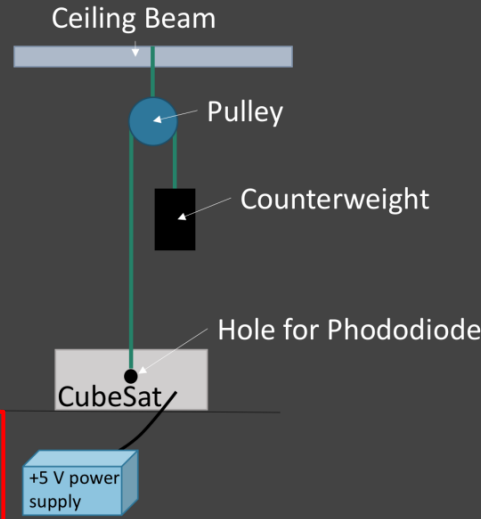 Ceiling Beam
Pulley
Counterweight
Hole for Phododiode
CubeSat
+5 V power
supply